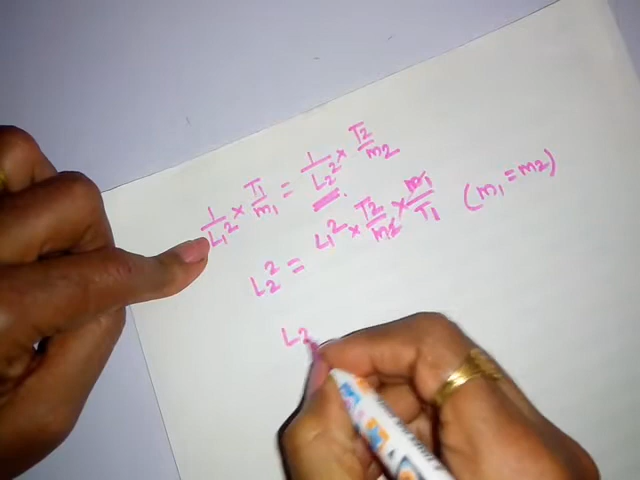 1/L₁² × T₁/m₁ = 1/L₂² × T₂/m₂
L₂² = L₁² × T₂/m₂ × m₁/T₁ (m₁ = m₂)
L₂